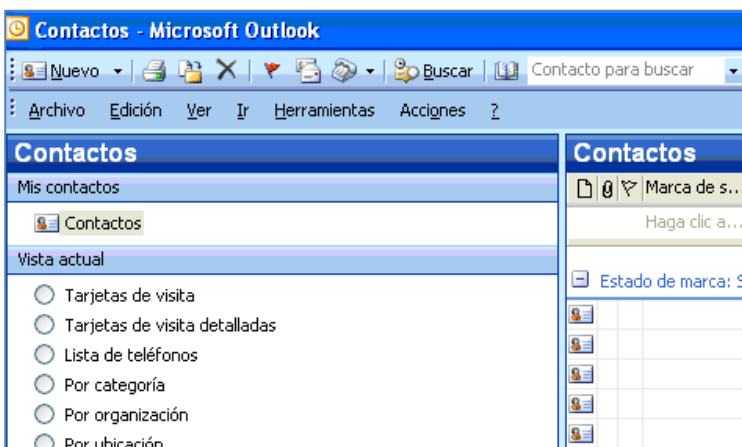 Contactos - Microsoft Outlook
Nuevo Buscar Contacto para buscar
Archivo Edición Ver Ir Herramientas Acciones ?
Contactos
Mis contactos
Contactos
Vista actual
Tarjetas de visita
Tarjetas de visita detalladas
Lista de teléfonos
Por categoría
Por organización
Por ubicación
Contactos
Marca de s...
Haga clic a...
Estado de marca: S